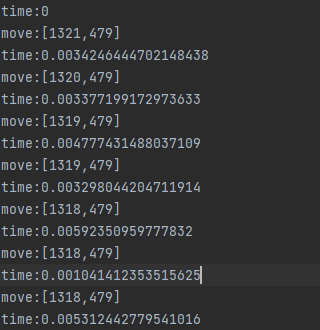 time:0
move:[1321,479]
time:0.0034246444702148438
move:[1320,479]
time:0.003377199172973633
move:[1319,479]
time:0.004777431488037109
move:[1319,479]
time:0.003298044204711914
move:[1318,479]
time:0.00592350959777832
move:[1318,479]
time:0.001041412353515625
move:[1318,479]
time:0.005312442779541016